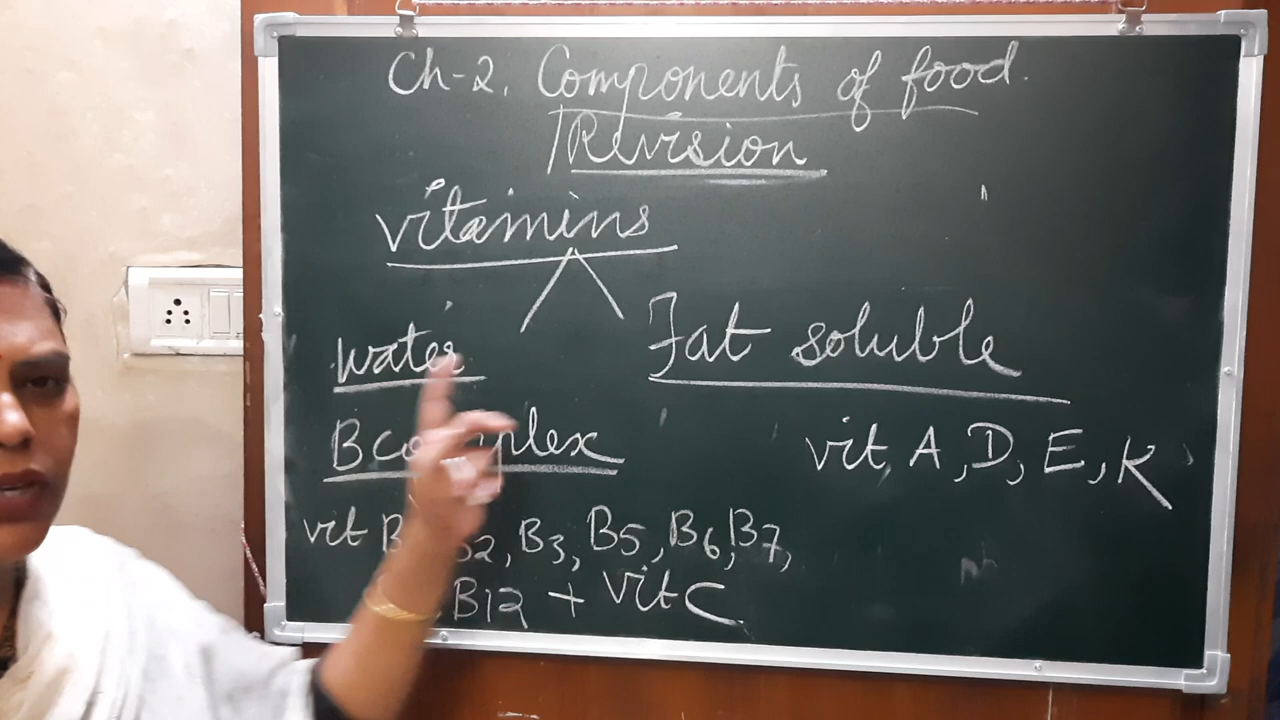 Ch-2. Components of food.
Revision
Vitamins
Water
Fat soluble
B complex
vit A, D, E, K
vit B2, B3, B5, B6, B7,
B12 + Vit C